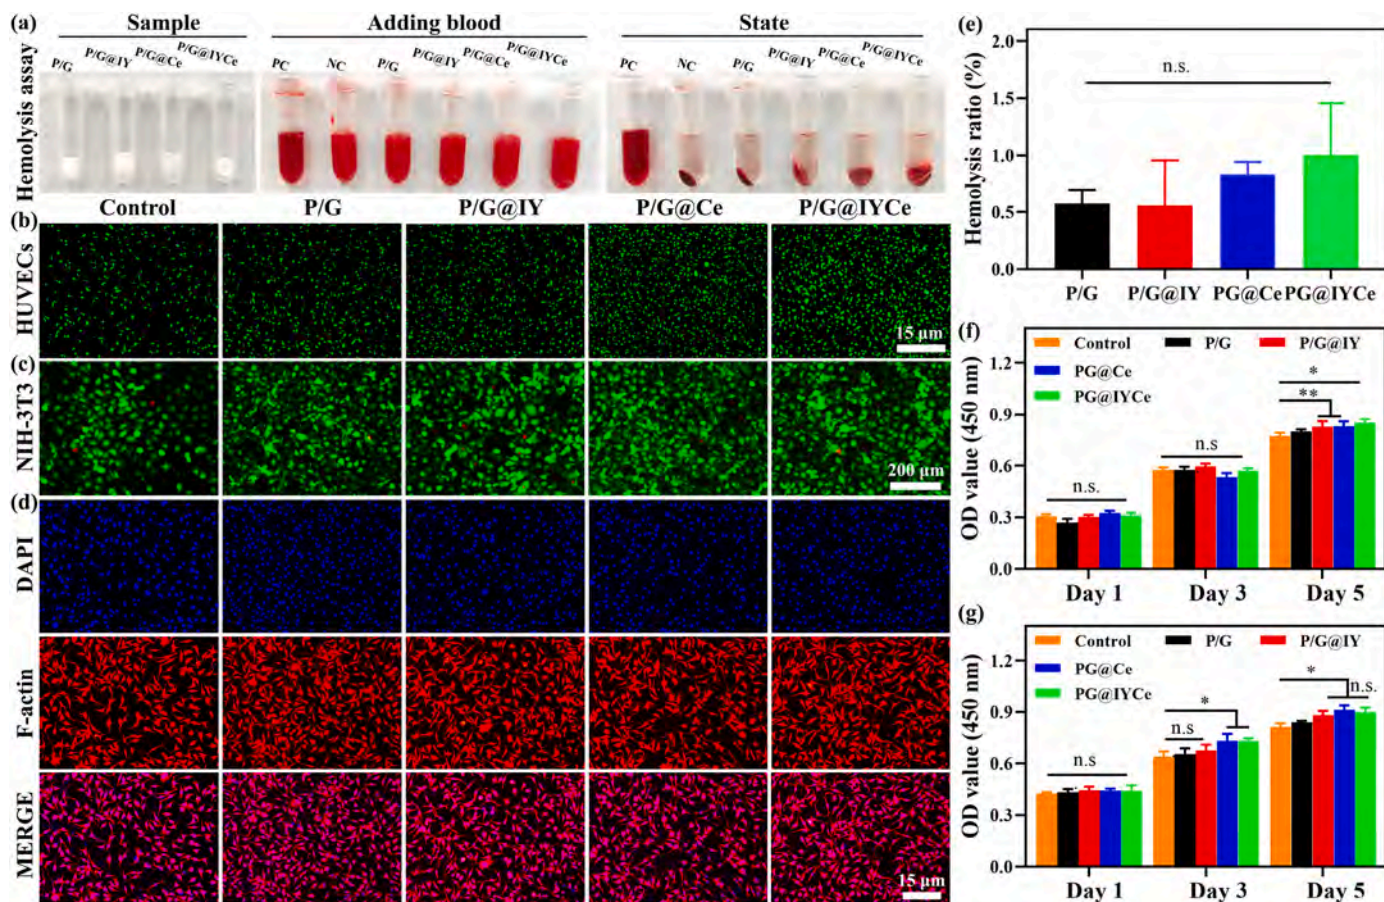 (a)
Sample
Adding blood
State
Hemolysis assay
P/G P/G@IY P/G@Ce P/G@IYCe
PC NC P/G P/G@IY P/G@Ce P/G@IYCe
PC NC P/G P/G@IY P/G@Ce P/G@IYCe
Control P/G P/G@IY P/G@Ce P/G@IYCe
(b)
HUVECs
15 μm
(c)
NIH-3T3
200 μm
(d)
DAPI
F-actin
MERGE
15 μm
(e)
Hemolysis ratio (%)
2.0
1.5
1.0
0.5
0.0
n.s.
P/G P/G@IY PG@Ce PG@IYCe
(f)
OD value (450 nm)
1.2
0.9
0.6
0.3
0.0
Control P/G P/G@IY
PG@Ce
PG@IYCe
n.s.
n.s
*
**
Day 1 Day 3 Day 5
(g)
OD value (450 nm)
1.2
0.9
0.6
0.3
0.0
Control P/G P/G@IY
PG@Ce
PG@IYCe
n.s
n.s
*
*
n.s.
Day 1 Day 3 Day 5